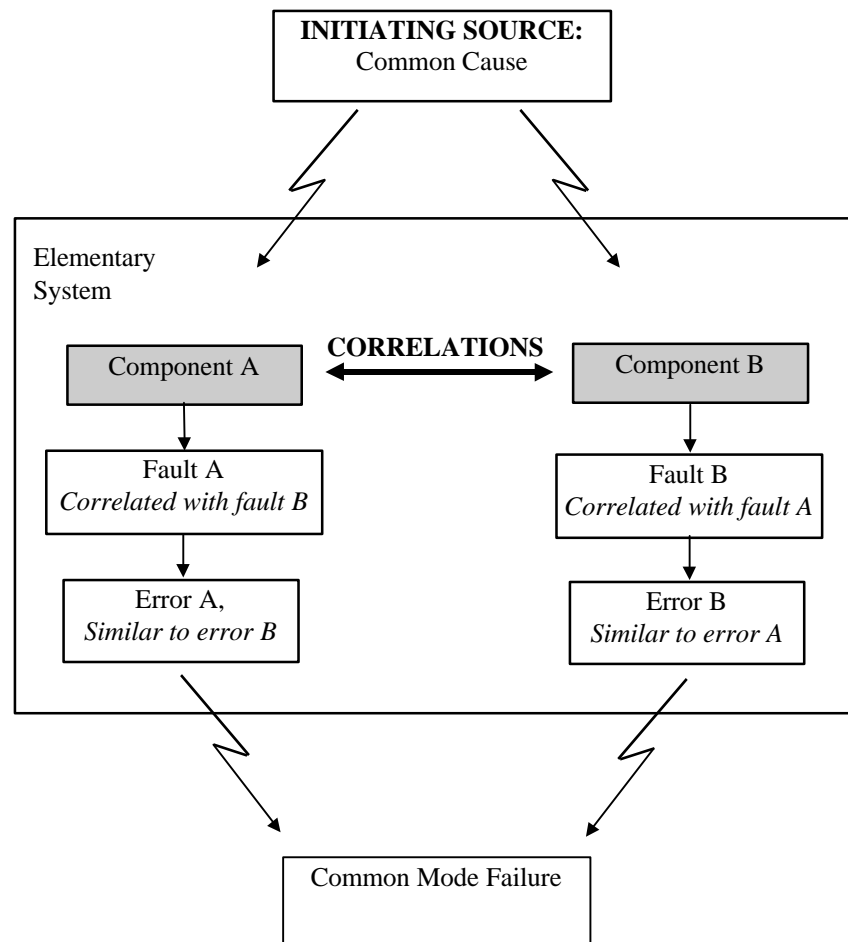 INITIATING SOURCE:
Common Cause
Elementary
System
CORRELATIONS
Component A
Component B
Fault A
Correlated with fault B
Fault B
Correlated with fault A
Error A,
Similar to error B
Error B
Similar to error A
Common Mode Failure